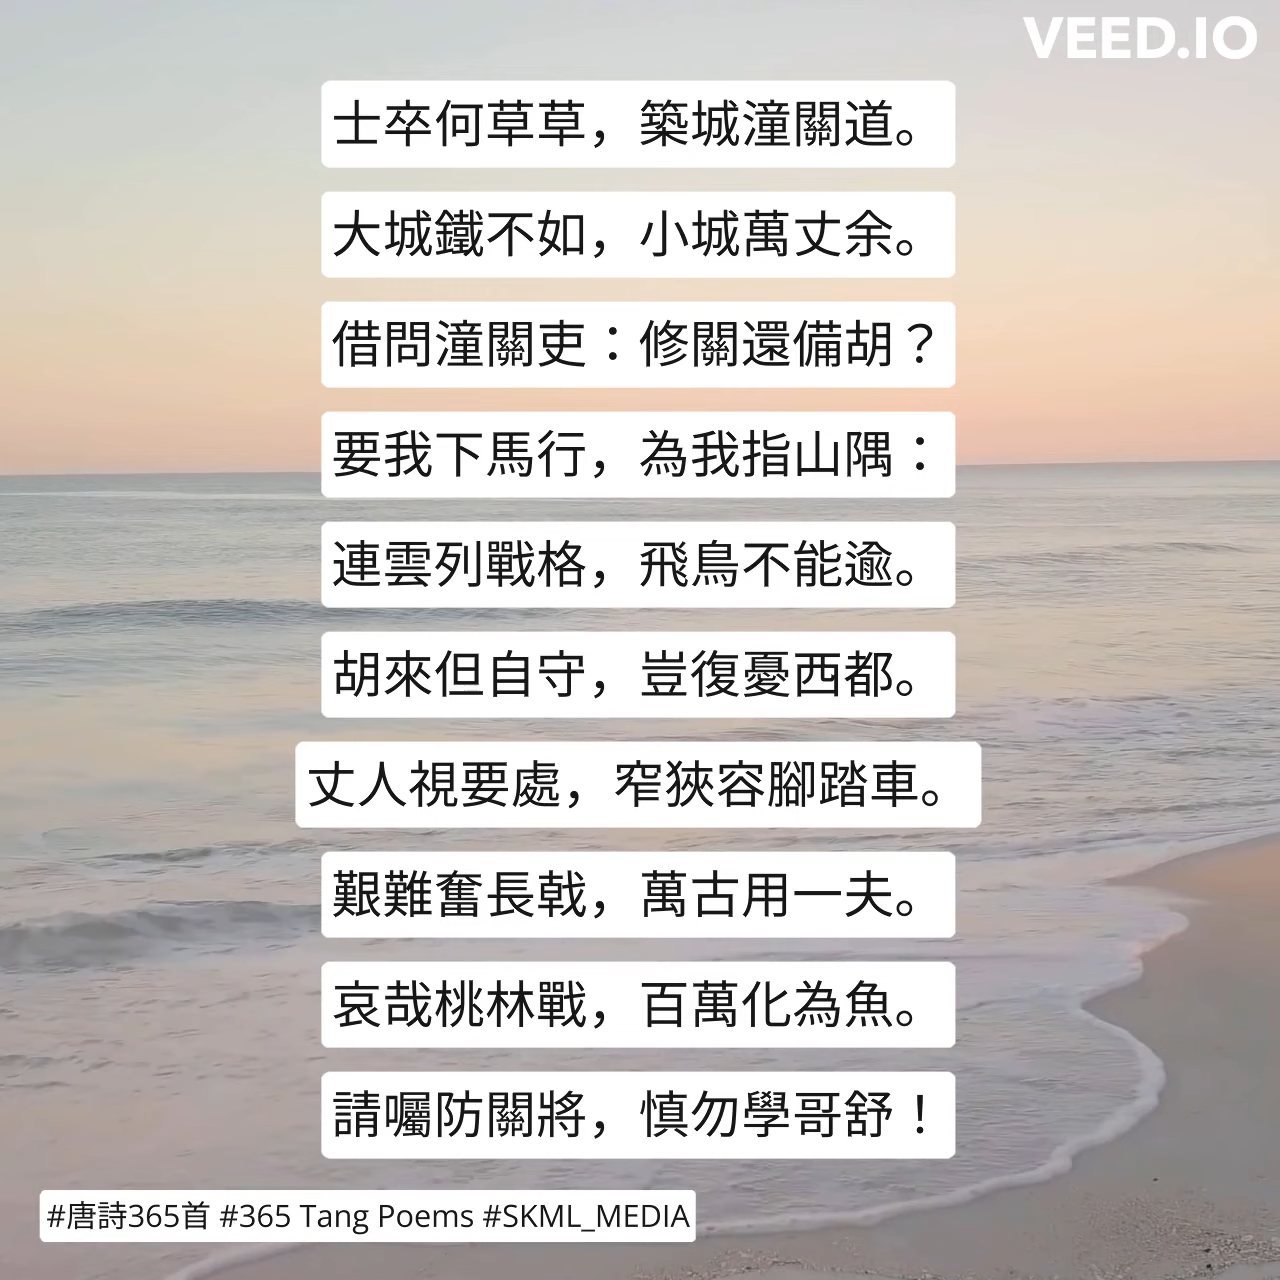 VEED.IO
士卒何草草，築城潼關道。
大城鐵不如，小城萬丈余。
借問潼關吏：修關還備胡？
要我下馬行，為我指山隅：
連雲列戰格，飛鳥不能逾。
胡來但自守，豈復憂西都。
丈人視要處，窄狹容腳踏車。
艱難奮長戟，萬古用一夫。
哀哉桃林戰，百萬化為魚。
請囑防關將，慎勿學哥舒！
#唐詩365首 #365 Tang Poems #SKML_MEDIA